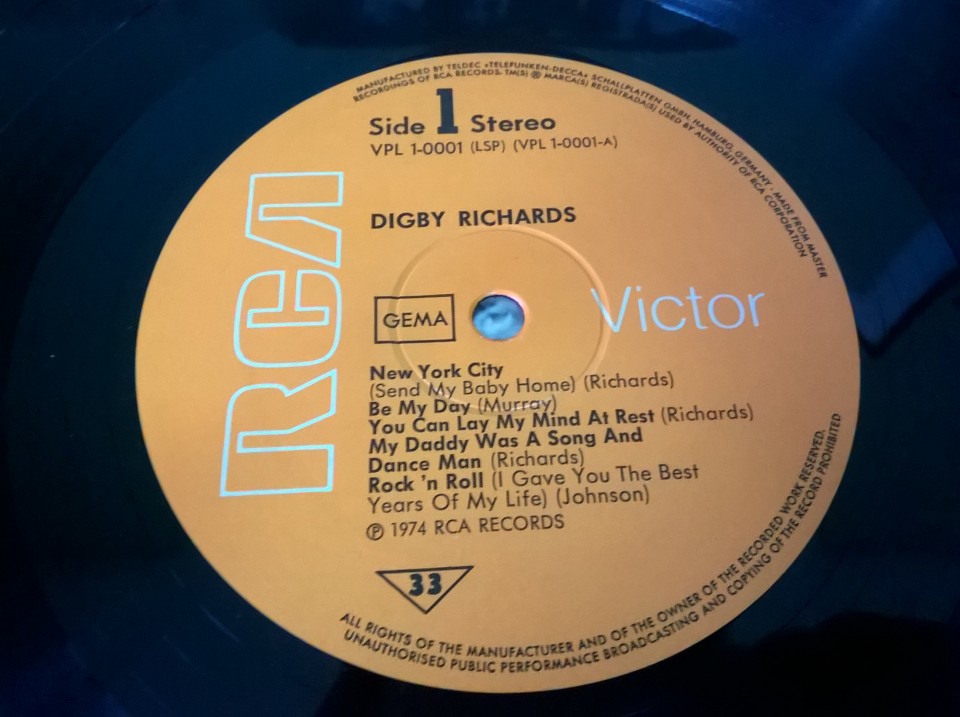 MANUFACTURED BY TELDEC »TELEFUNKEN-DECCA« SCHALLPLATTEN GMBH, HAMBURG, GERMANY · MADE FROM MASTER
RECORDINGS OF RCA RECORDS. TM(S) ® MARCA(S) REGISTRADA(S) USED BY AUTHORITY OF RCA CORPORATION
Side 1 Stereo
VPL 1-0001 (LSP) (VPL 1-0001-A)
DIGBY RICHARDS
RCA
GEMA
Victor
New York City
(Send My Baby Home) (Richards)
Be My Day (Murray)
You Can Lay My Mind At Rest (Richards)
My Daddy Was A Song And
Dance Man (Richards)
Rock 'n Roll (I Gave You The Best
Years Of My Life) (Johnson)
℗ 1974 RCA RECORDS
33
ALL RIGHTS OF THE MANUFACTURER AND OF THE OWNER OF THE RECORDED WORK RESERVED.
UNAUTHORISED PUBLIC PERFORMANCE BROADCASTING AND COPYING OF THE RECORD PROHIBITED